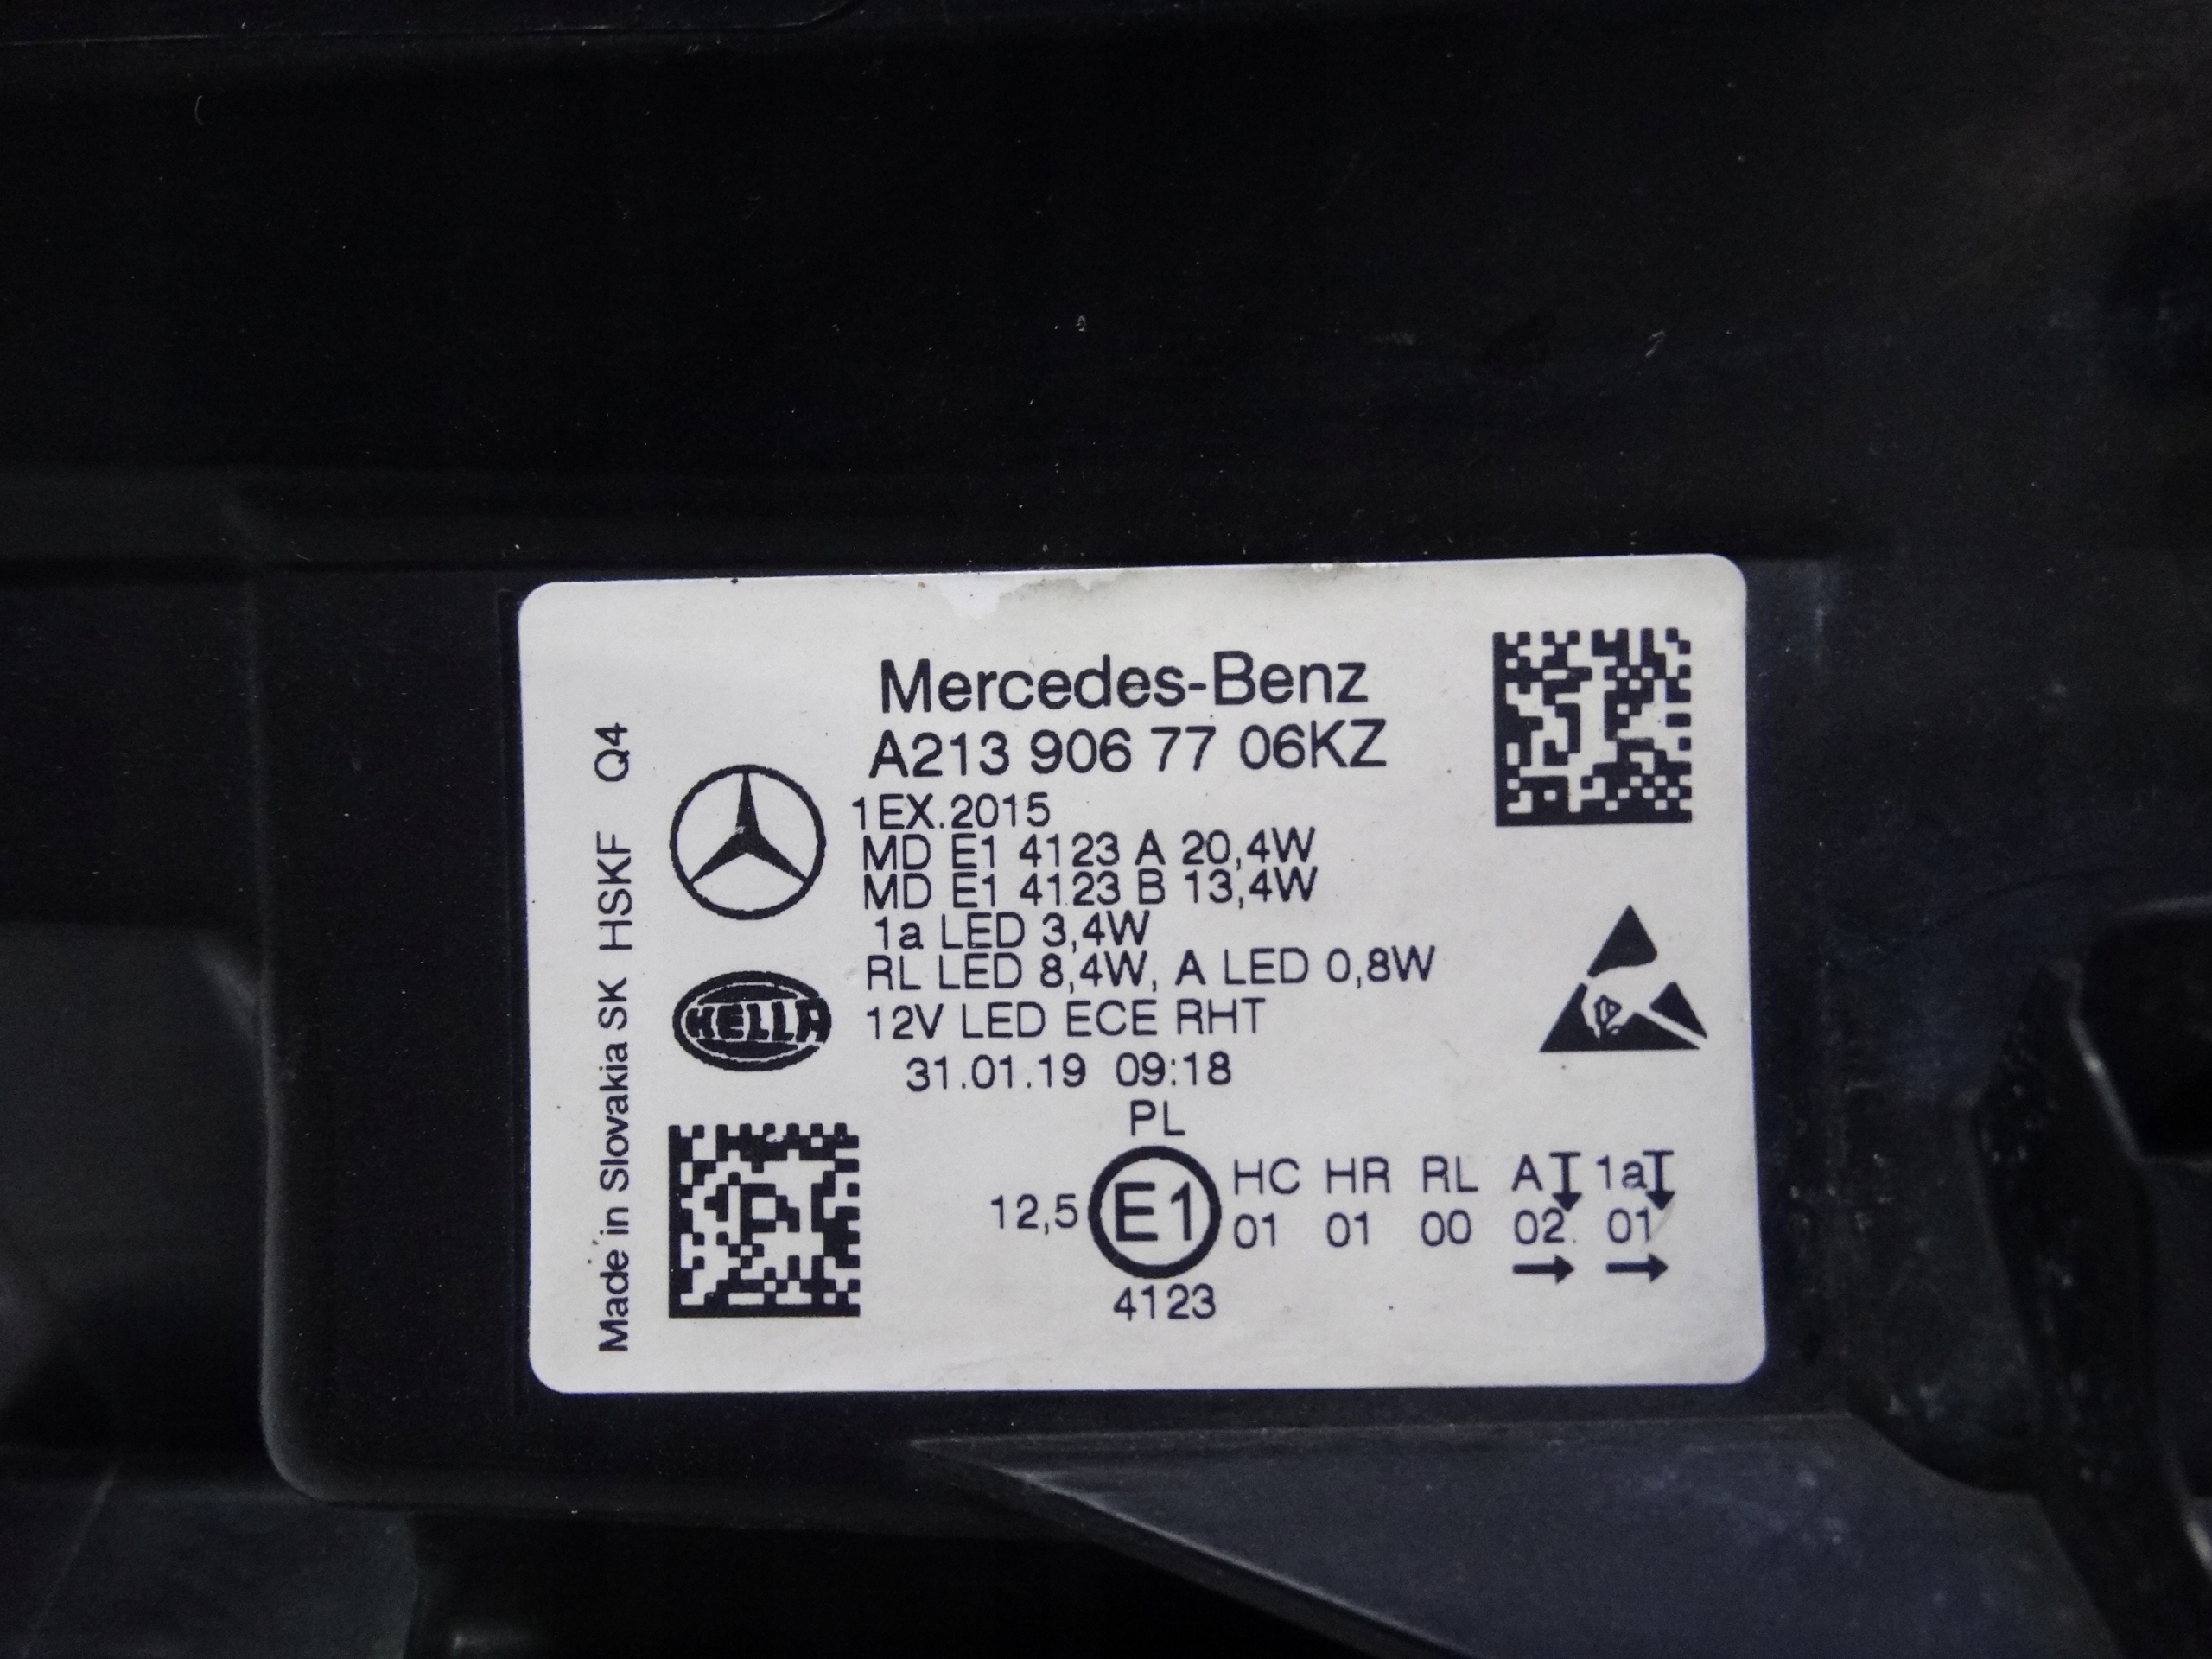 Mercedes-Benz
A213 906 77 06KZ
1EX.2015
MD E1 4123 A 20,4W
MD E1 4123 B 13,4W
1a LED 3,4W
RL LED 8,4W, A LED 0,8W
12V LED ECE RHT
31.01.19 09:18
PL
12,5 E1 HC HR RL A 1a
01 01 00 02 01
→ →
4123
HELLA
Made in Slovakia SK HSKF Q4